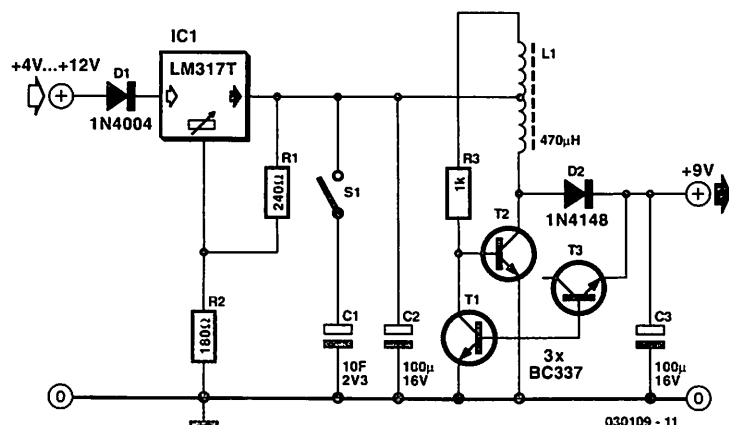 IC1
+4V...+12V
D1
1N4004
LM317T
L1
470µH
R1
240Ω
S1
R3
1k
D2
1N4148
+9V
T2
T3
R2
180Ω
C1
10F
2V3
C2
100µ
16V
T1
3x
BC337
C3
100µ
16V
0
0
030109 - 11